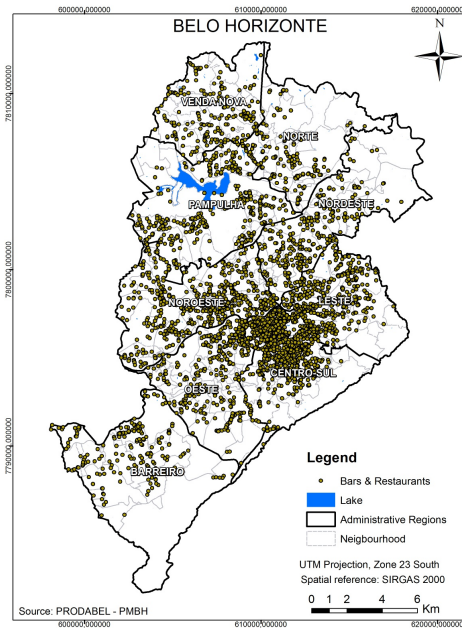 600000,000000 610000,000000 620000,000000
BELO HORIZONTE
N
7810000,000000
VENDA NOVA
NORTE
PAMPULHA
NORDESTE
7800000,000000
NOROESTE
LESTE
CENTRO-SUL
OESTE
7790000,000000
BARREIRO
Legend
Bars & Restaurants
Lake
Administrative Regions
Neigbourhood
UTM Projection, Zone 23 South
Spatial reference: SIRGAS 2000
0 1 2 4 6
Km
Source: PRODABEL - PMBH
600000,000000 610000,000000 620000,000000